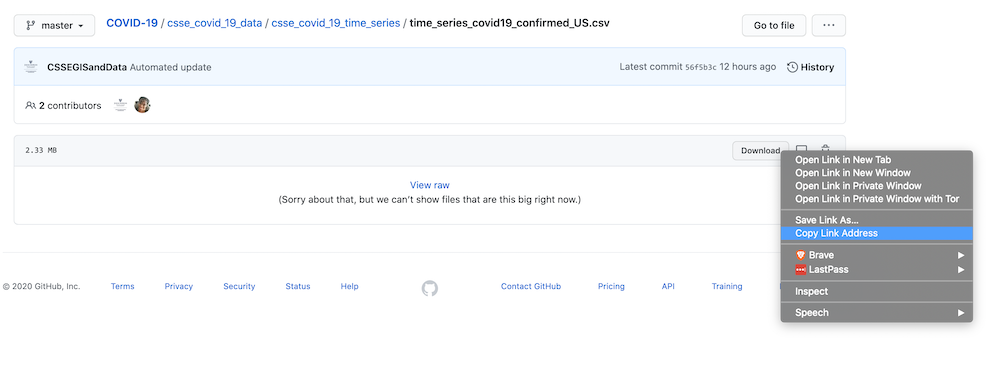 master COVID-19 / csse_covid_19_data / csse_covid_19_time_series / time_series_covid19_confirmed_US.csv Go to file ...
CSSEGISandData Automated update Latest commit 56f5b3c 12 hours ago History
2 contributors
2.33 MB Download
View raw
(Sorry about that, but we can't show files that are this big right now.)
Open Link in New Tab
Open Link in New Window
Open Link in Private Window
Open Link in Private Window with Tor
Save Link As...
Copy Link Address
Brave
LastPass
Inspect
Speech
© 2020 GitHub, Inc. Terms Privacy Security Status Help Contact GitHub Pricing API Training